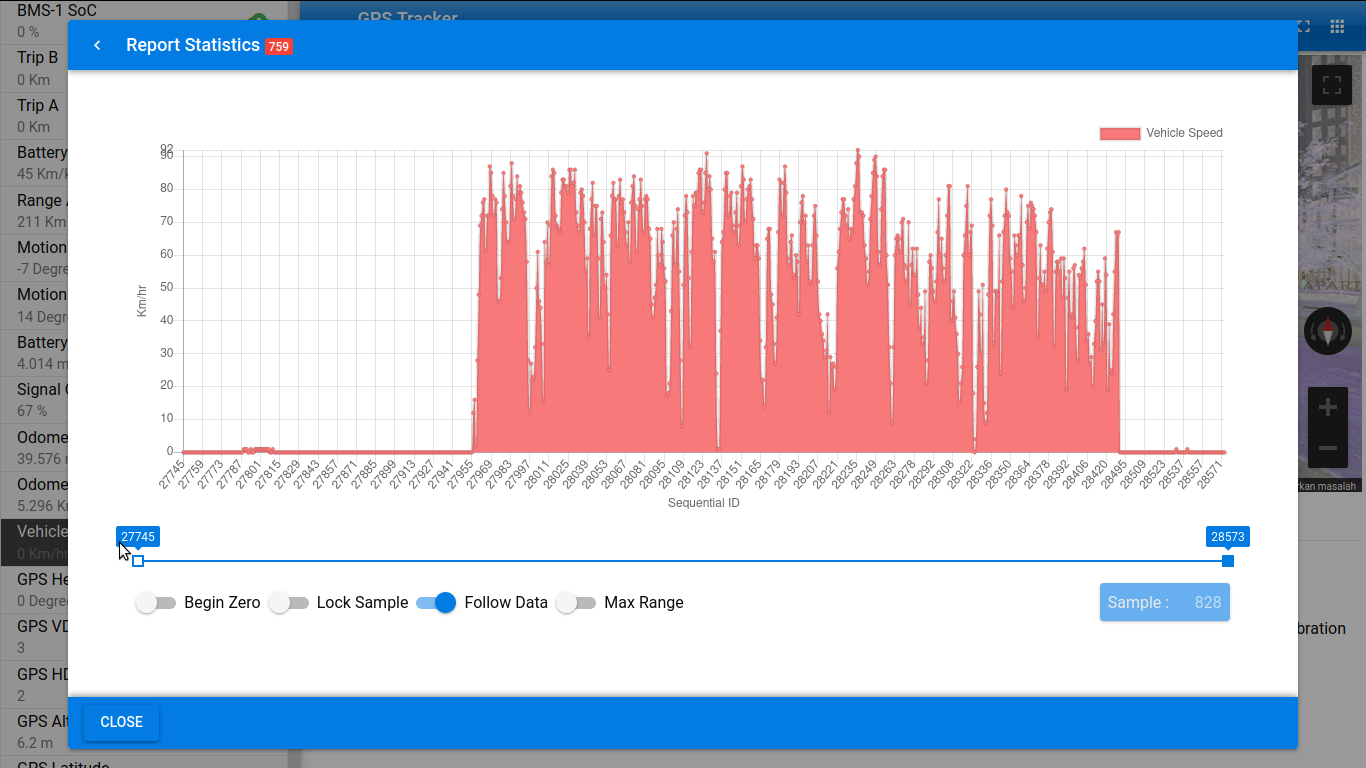 BMS-1 SoC
0 %
Trip B
0 Km
Trip A
0 Km
Battery
45 Km/
Range
211 Km
Motion
-7 Degre
Motion
14 Degr
Battery
4.014 m
Signal
67 %
Odome
39.576
Odome
5.296 K
Vehicle
0 Km/hr
GPS He
0 Degre
GPS VD
3
GPS HD
2
GPS Al
6.2 m
GPS Latitude
GPS Tracker
Report Statistics 759
Vehicle Speed
Km/hr
92
90
80
70
60
50
40
30
20
10
0
27745 27759 27773 27787 27801 27815 27829 27843 27857 27871 27885 27899 27913 27927 27941 27955 27969 27983 27997 28011 28025 28039 28053 28067 28081 28095 28109 28123 28137 28151 28165 28179 28193 28207 28221 28235 28249 28263 28278 28292 28308 28322 28336 28350 28364 28378 28392 28406 28420 28495 28509 28523 28537 28557 28571
Sequential ID
27745 28573
Begin Zero Lock Sample Follow Data Max Range Sample : 828
CLOSE
APART
rkan masalah
bration